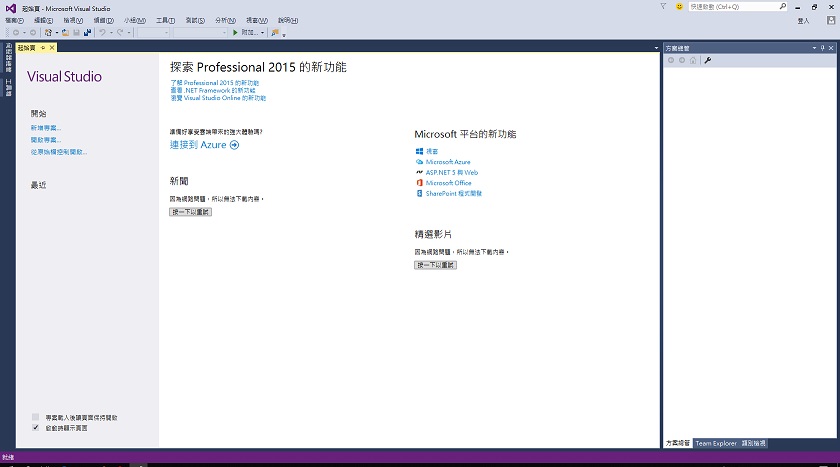 起始頁 - Microsoft Visual Studio
快速啟動 (Ctrl+Q)
檔案(F) 編輯(E) 檢視(V) 偵錯(D) 小組(M) 工具(T) 測試(S) 分析(N) 視窗(W) 說明(H)
登入
附加...
伺服器總管
工具箱
起始頁
方案總管
Visual Studio
開始
新增專案...
開啟專案...
從原始檔控制開啟...
最近
專案載入後讓頁面保持開啟
啟動時顯示頁面
探索 Professional 2015 的新功能
了解 Professional 2015 的新功能
查看 .NET Framework 的新功能
瀏覽 Visual Studio Online 的新功能
準備好享受雲端帶來的強大體驗嗎?
連接到 Azure
新聞
因為網路問題,所以無法下載內容。
按一下以重試
Microsoft 平台的新功能
視窗
Microsoft Azure
ASP.NET 5 與 Web
Microsoft Office
SharePoint 程式開發
精選影片
因為網路問題,所以無法下載內容。
按一下以重試
方案總管 Team Explorer 類別檢視
就緒